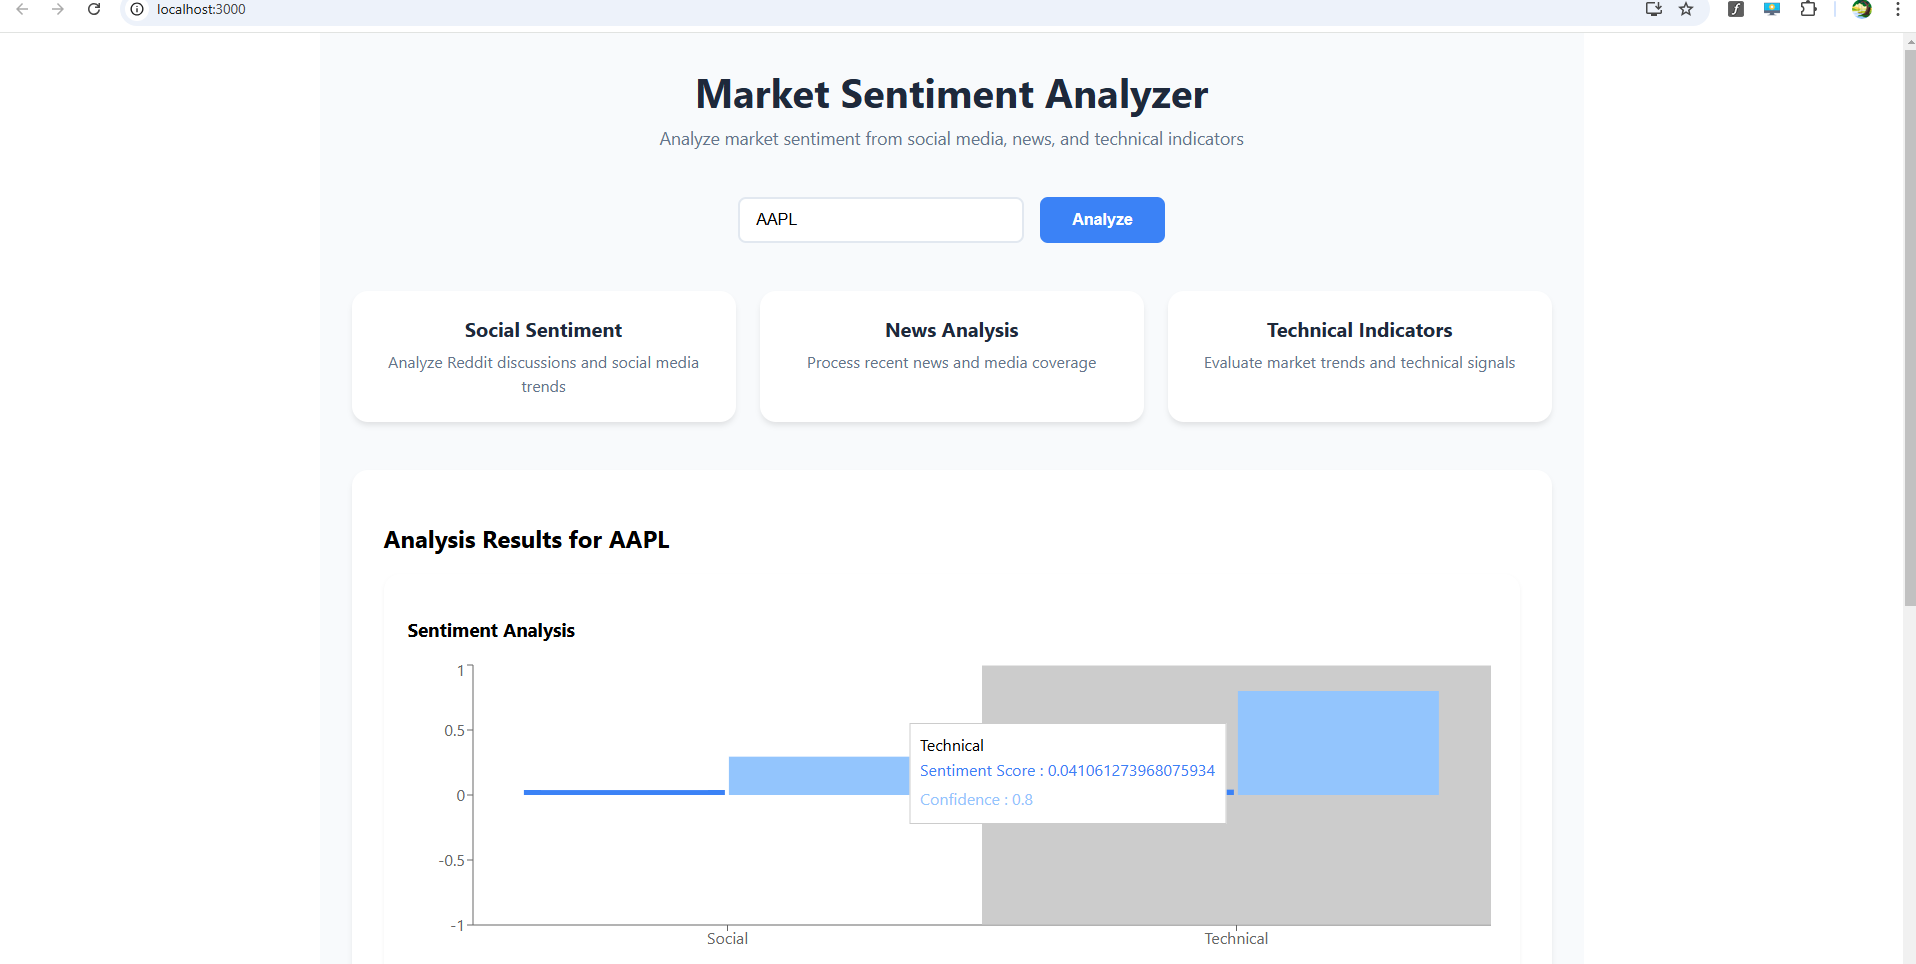 localhost:3000
Market Sentiment Analyzer
Analyze market sentiment from social media, news, and technical indicators
AAPL
Analyze
Social Sentiment
Analyze Reddit discussions and social media
trends
News Analysis
Process recent news and media coverage
Technical Indicators
Evaluate market trends and technical signals
Analysis Results for AAPL
Sentiment Analysis
1
0.5
0
-0.5
-1
Technical
Sentiment Score : 0.041061273968075934
Confidence : 0.8
Social
Technical